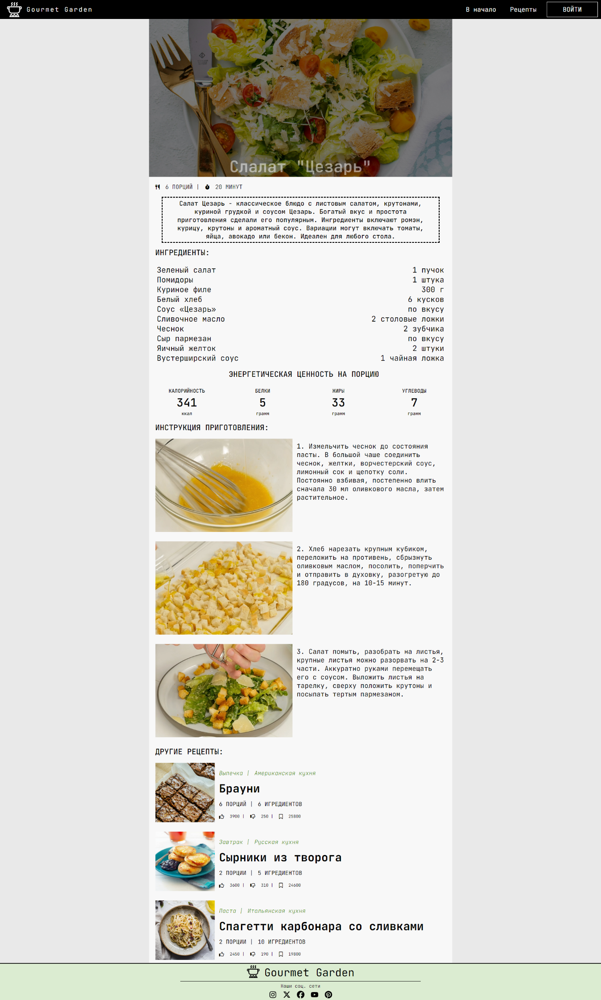 Gourmet Garden
В начало
Рецепты
ВОЙТИ
Слалат "Цезарь"
6 ПОРЦИЙ | 20 МИНУТ
Салат Цезарь - классическое блюдо с листовым салатом, крутонами,
куриной грудкой и соусом Цезарь. Богатый вкус и простота
приготовления сделали его популярным. Ингредиенты включают ромэн,
курицу, крутоны и ароматный соус. Вариации могут включать томаты,
яйца, авокадо или бекон. Идеален для любого стола.
ИНГРЕДИЕНТЫ:
Зеленый салат 1 пучок
Помидоры 1 штука
Куриное филе 300 г
Белый хлеб 6 кусков
Соус «Цезарь» по вкусу
Сливочное масло 2 столовые ложки
Чеснок 2 зубчика
Сыр пармезан по вкусу
Яичный желток 2 штуки
Вустерширский соус 1 чайная ложка
ЭНЕРГЕТИЧЕСКАЯ ЦЕННОСТЬ НА ПОРЦИЮ
КАЛОРИЙНОСТЬ БЕЛКИ ЖИРЫ УГЛЕВОДЫ
341 5 33 7
ккал грамм грамм грамм
ИНСТРУКЦИЯ ПРИГОТОВЛЕНИЯ:
1. Измельчить чеснок до состояния
пасты. В большой чаше соединить
чеснок, желтки, ворчестерский соус,
лимонный сок и щепотку соли.
Постоянно взбивая, постепенно влить
сначала 30 мл оливкового масла, затем
растительное.
2. Хлеб нарезать крупным кубиком,
переложить на противень, сбрызнуть
оливковым маслом, посолить, поперчить
и отправить в духовку, разогретую до
180 градусов, на 10-15 минут.
3. Салат помыть, разобрать на листья,
крупные листья можно разорвать на 2-3
части. Аккуратно руками перемещать
его с соусом. Выложить листья на
тарелку, сверху положить крутоны и
посыпать тертым пармезаном.
ДРУГИЕ РЕЦЕПТЫ:
Выпечка | Американская кухня
Брауни
6 ПОРЦИЙ | 6 ИГРЕДИЕНТОВ
3900 | 250 | 25800
Завтрак | Русская кухня
Сырники из творога
2 ПОРЦИИ | 5 ИГРЕДИЕНТОВ
3600 | 310 | 24600
Паста | Итальянская кухня
Спагетти карбонара со сливками
2 ПОРЦИИ | 10 ИГРЕДИЕНТОВ
2450 | 190 | 19800
Gourmet Garden
Наши соц. сети